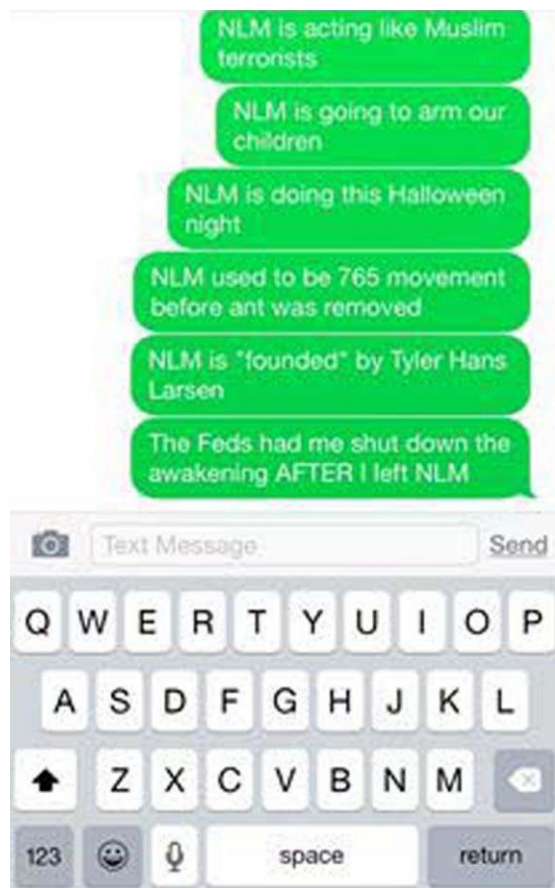 NLM is acting like Muslim
terrorists
NLM is going to arm our
children
NLM is doing this Halloween
night
NLM used to be 765 movement
before ant was removed
NLM is "founded" by Tyler Hans
Larsen
The Feds had me shut down the
awakening AFTER I left NLM
Text Message Send
Q W E R T Y U I O P
A S D F G H J K L
Z X C V B N M
123 space return